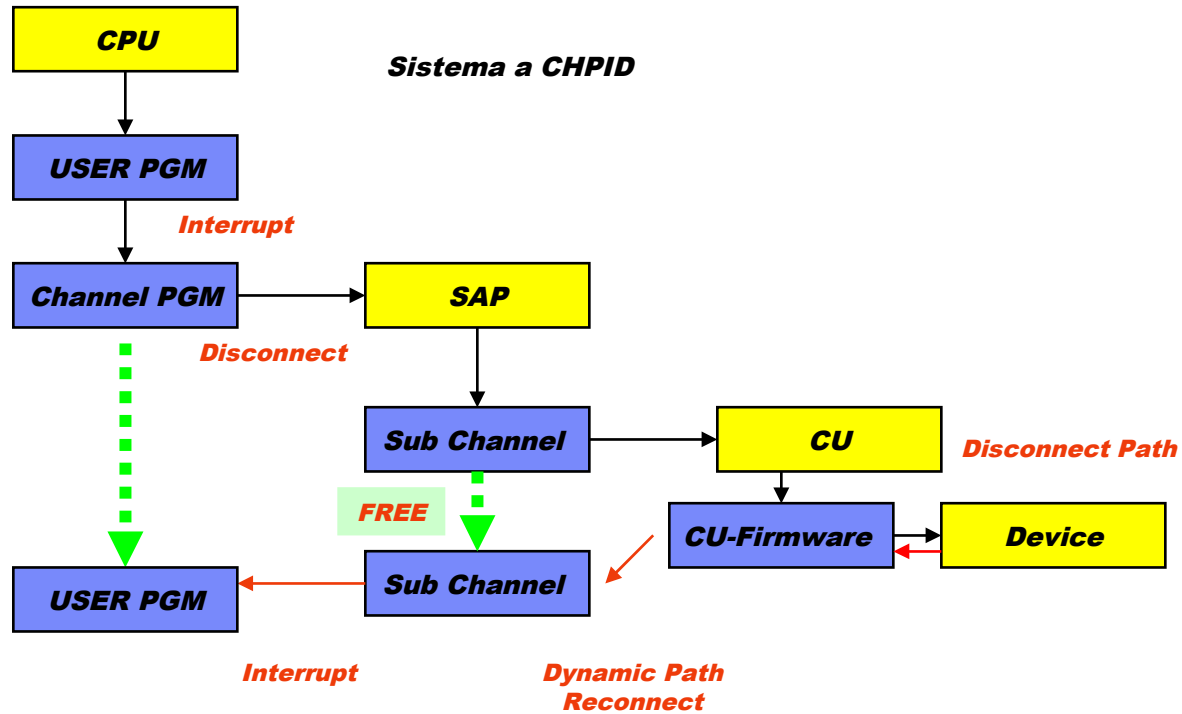 CPU
Sistema a CHPID
USER PGM
Interrupt
Channel PGM
SAP
Disconnect
Sub Channel
CU
Disconnect Path
FREE
CU-Firmware
Device
USER PGM
Sub Channel
Interrupt
Dynamic Path
Reconnect